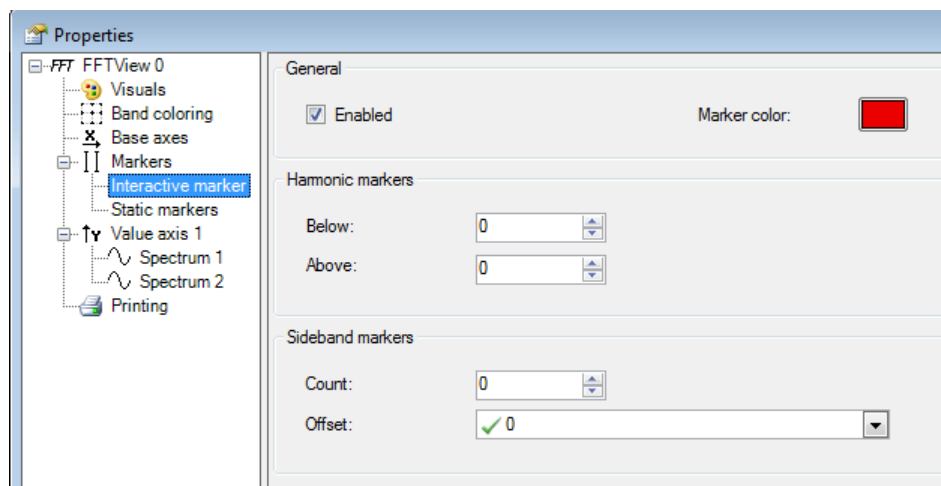 Properties
FFT FFTView 0
Visuals
Band coloring
X Base axes
Markers
Interactive marker
Static markers
Y Value axis 1
Spectrum 1
Spectrum 2
Printing
General
Enabled
Marker color:
Harmonic markers
Below: 0
Above: 0
Sideband markers
Count: 0
Offset: 0